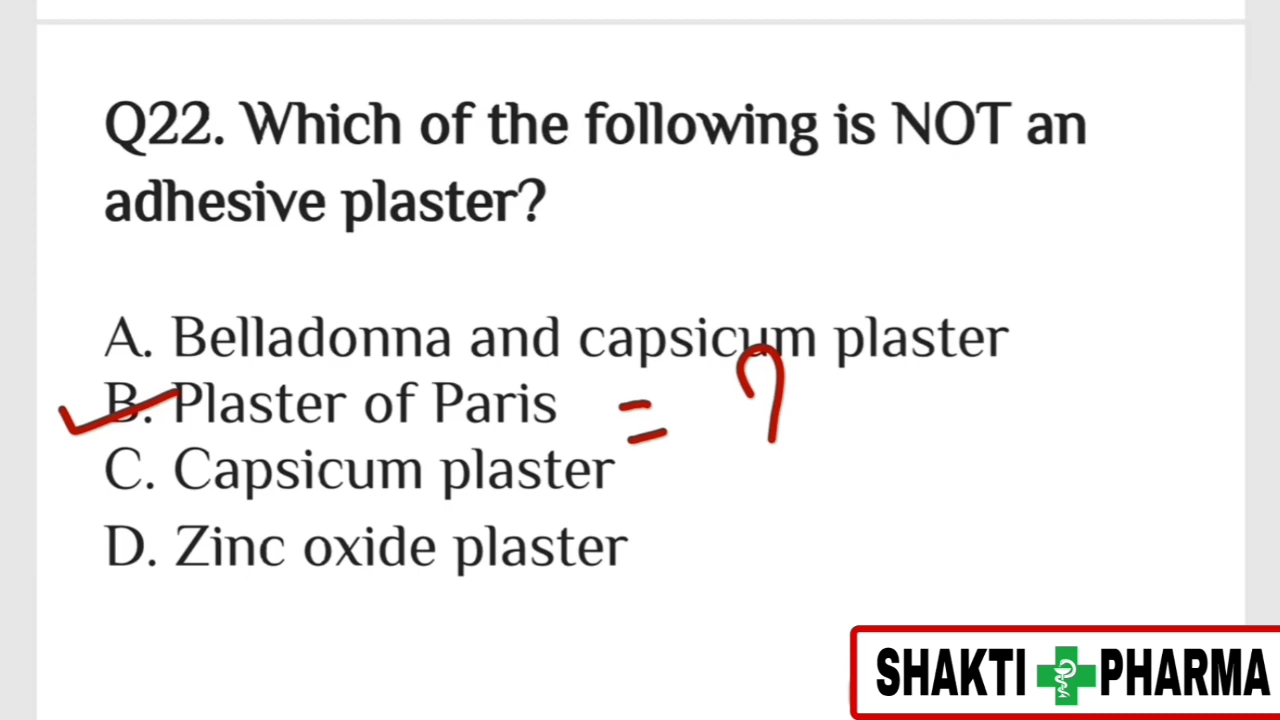 Q22. Which of the following is NOT an
adhesive plaster?
A. Belladonna and capsicum plaster
B. Plaster of Paris = ?
C. Capsicum plaster
D. Zinc oxide plaster
SHAKTI PHARMA